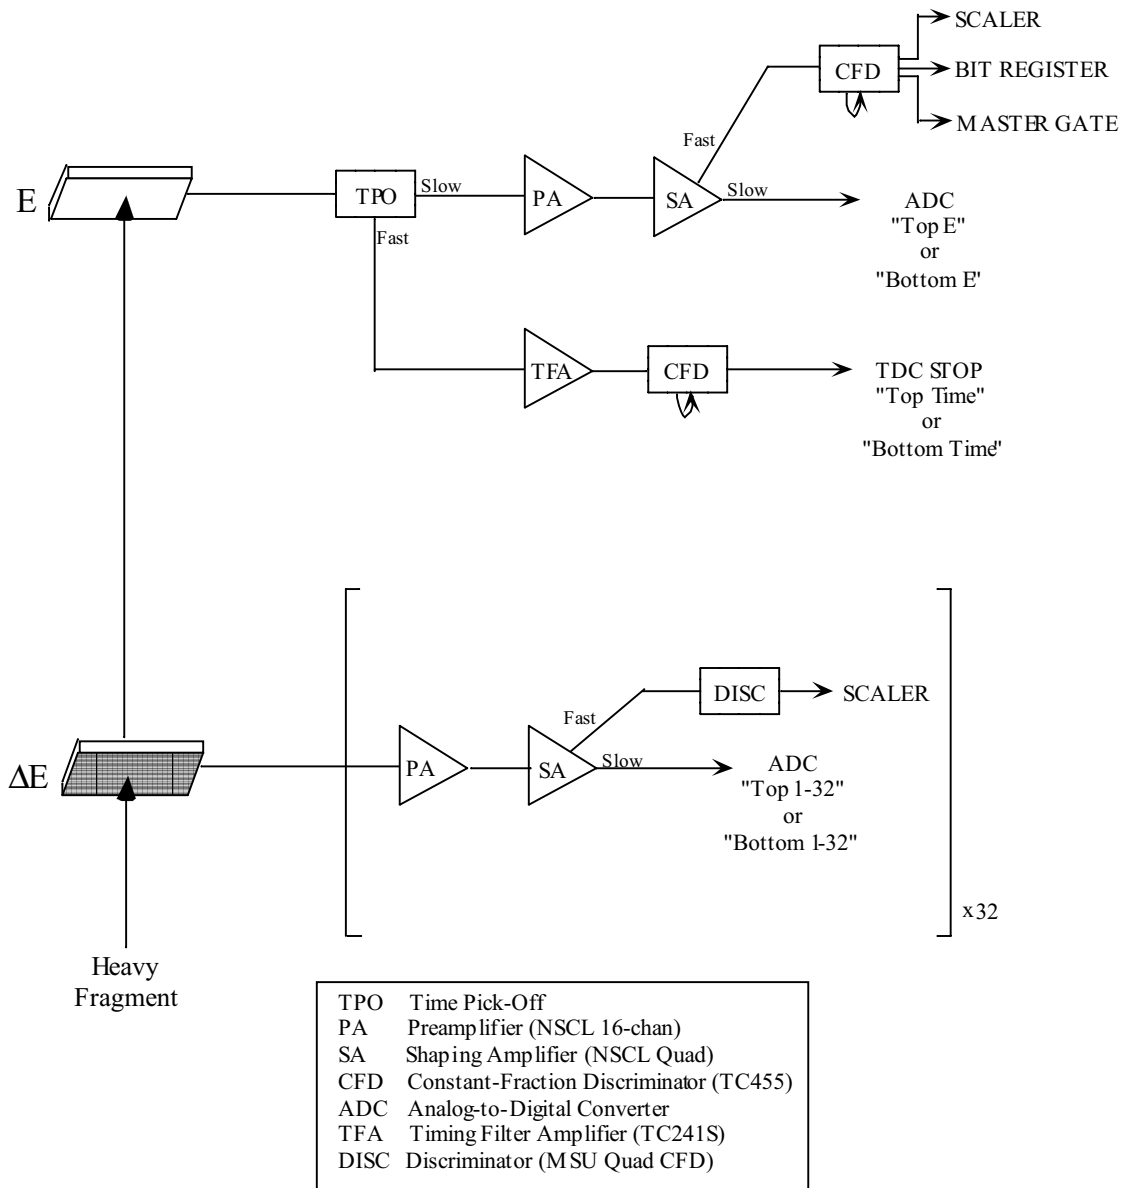 SCALER
CFD
BIT REGISTER
MASTER GATE
Fast
E
TPO
Slow
PA
SA
Slow
ADC
"Top E"
or
"Bottom E"
Fast
TFA
CFD
TDC STOP
"Top Time"
or
"Bottom Time"
DISC
SCALER
Fast
ΔE
PA
SA
Slow
ADC
"Top 1-32"
or
"Bottom 1-32"
x32
Heavy
Fragment
TPO Time Pick-Off
PA Preamplifier (NSCL 16-chan)
SA Shaping Amplifier (NSCL Quad)
CFD Constant-Fraction Discriminator (TC455)
ADC Analog-to-Digital Converter
TFA Timing Filter Amplifier (TC241S)
DISC Discriminator (MSU Quad CFD)